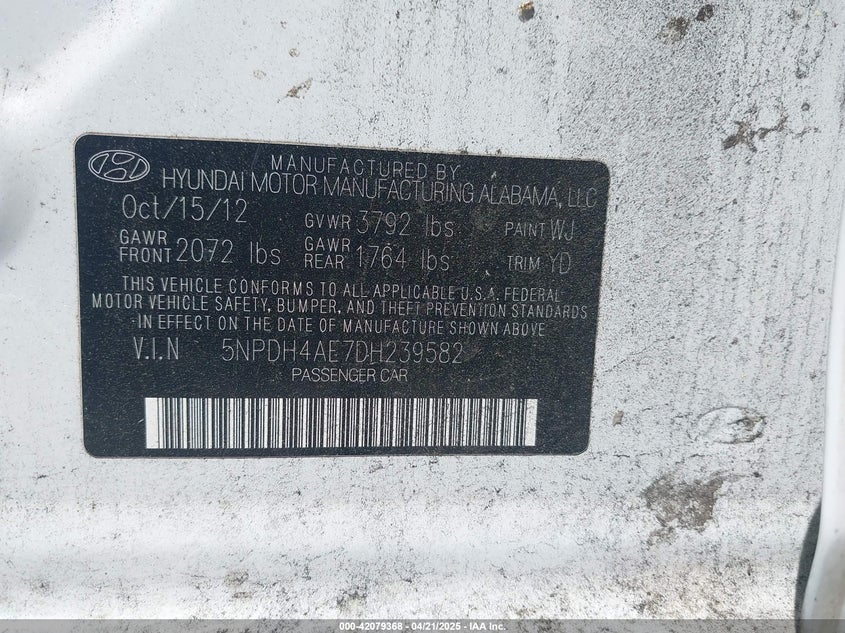 MANUFACTURED BY
HYUNDAI MOTOR MANUFACTURING ALABAMA, LLC
Oct/15/12 GVWR 3792 lbs PAINT WJ
GAWR FRONT 2072 lbs GAWR REAR 1764 lbs TRIM YD
THIS VEHICLE CONFORMS TO ALL APPLICABLE U.S.A. FEDERAL
MOTOR VEHICLE SAFETY, BUMPER, AND THEFT PREVENTION STANDARDS
IN EFFECT ON THE DATE OF MANUFACTURE SHOWN ABOVE
V.I.N 5NPDH4AE7DH239582
PASSENGER CAR
000-42079368 - 04/21/2025 - IAA Inc.